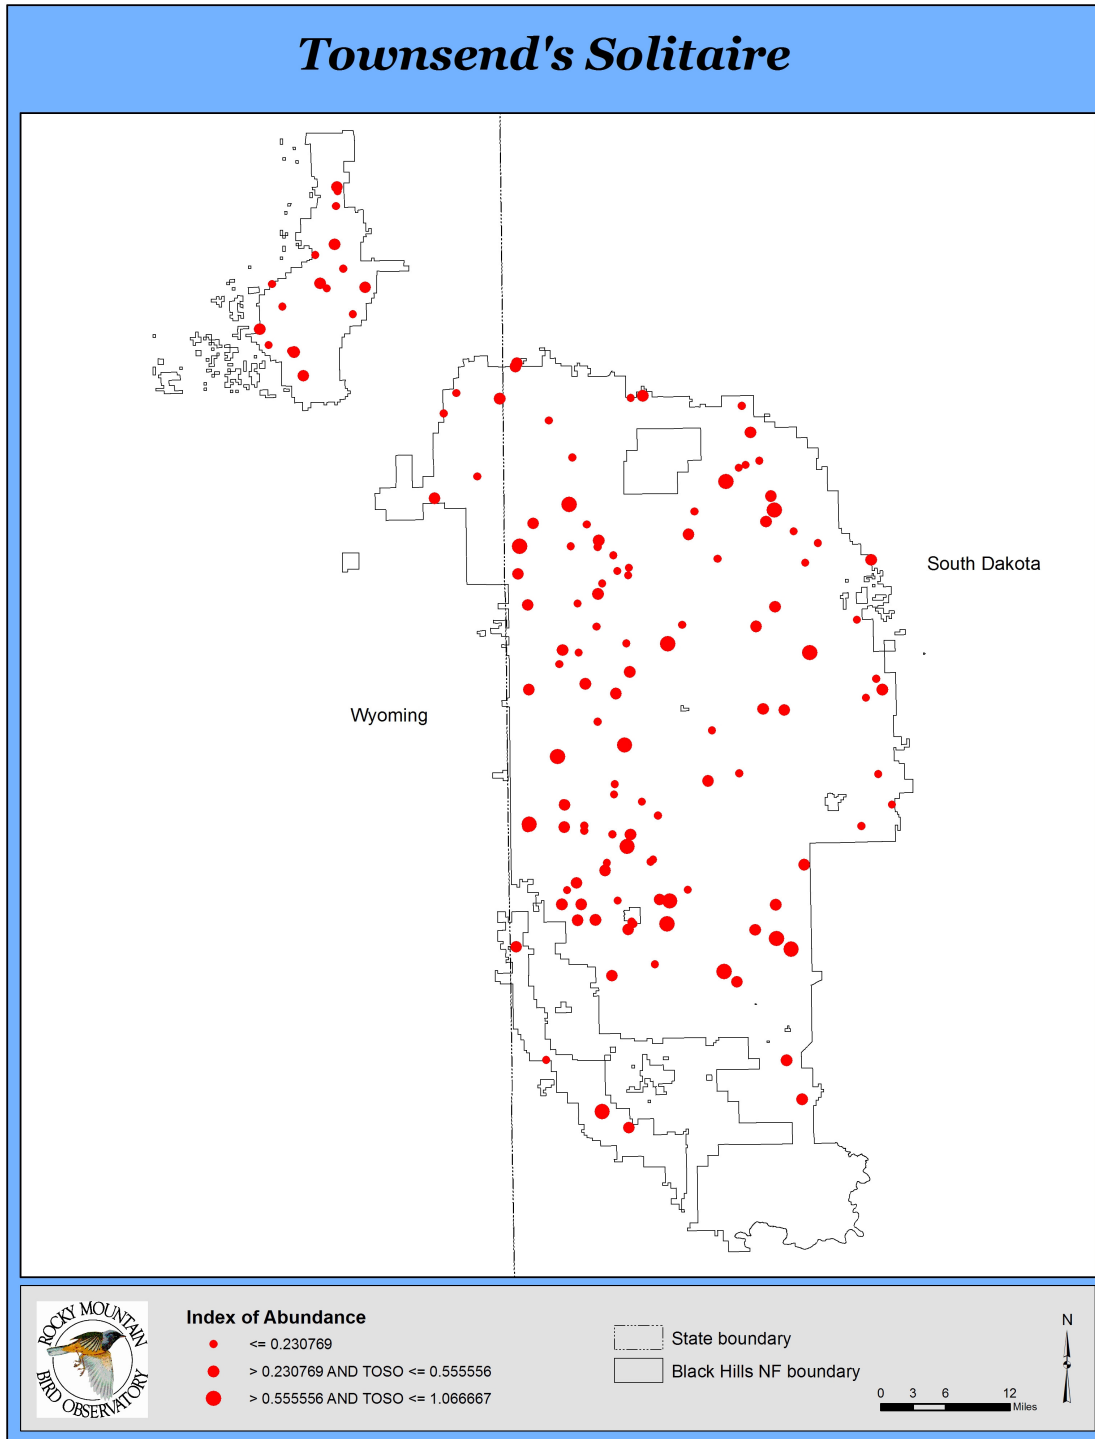 Townsend's Solitaire
South Dakota
Wyoming
ROCKY MOUNTAIN
BIRD OBSERVATORY
Index of Abundance
<= 0.230769
> 0.230769 AND TOSO <= 0.555556
> 0.555556 AND TOSO <= 1.066667
State boundary
Black Hills NF boundary
N
0 3 6 12
Miles